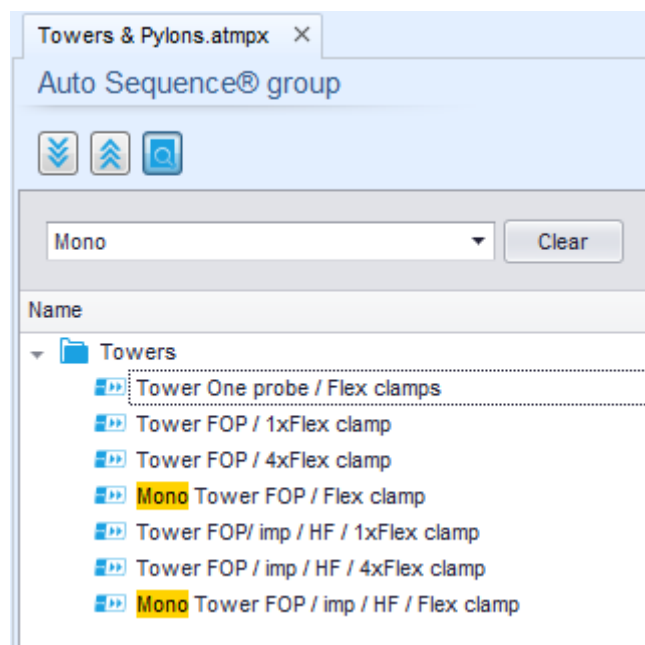 Towers & Pylons.atmpx ×
Auto Sequence® group
Mono Clear
Name
Towers
Tower One probe / Flex clamps
Tower FOP / 1xFlex clamp
Tower FOP / 4xFlex clamp
Mono Tower FOP / Flex clamp
Tower FOP/ imp / HF / 1xFlex clamp
Tower FOP / imp / HF / 4xFlex clamp
Mono Tower FOP / imp / HF / Flex clamp